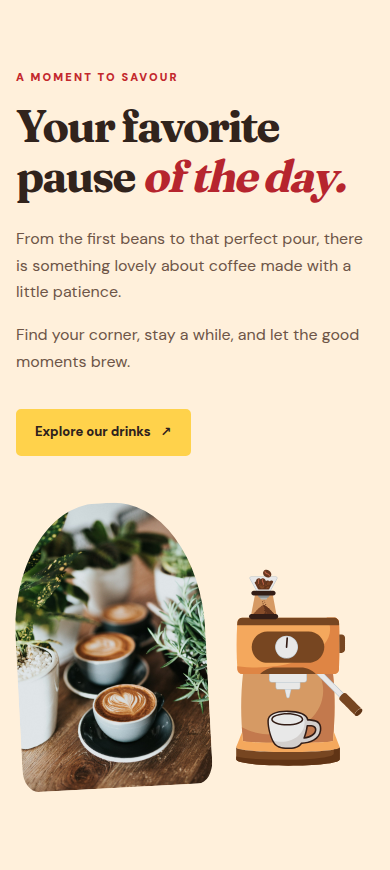 A MOMENT TO SAVOUR
Your favorite
pause of the day.
From the first beans to that perfect pour, there
is something lovely about coffee made with a
little patience.
Find your corner, stay a while, and let the good
moments brew.
Explore our drinks ↗